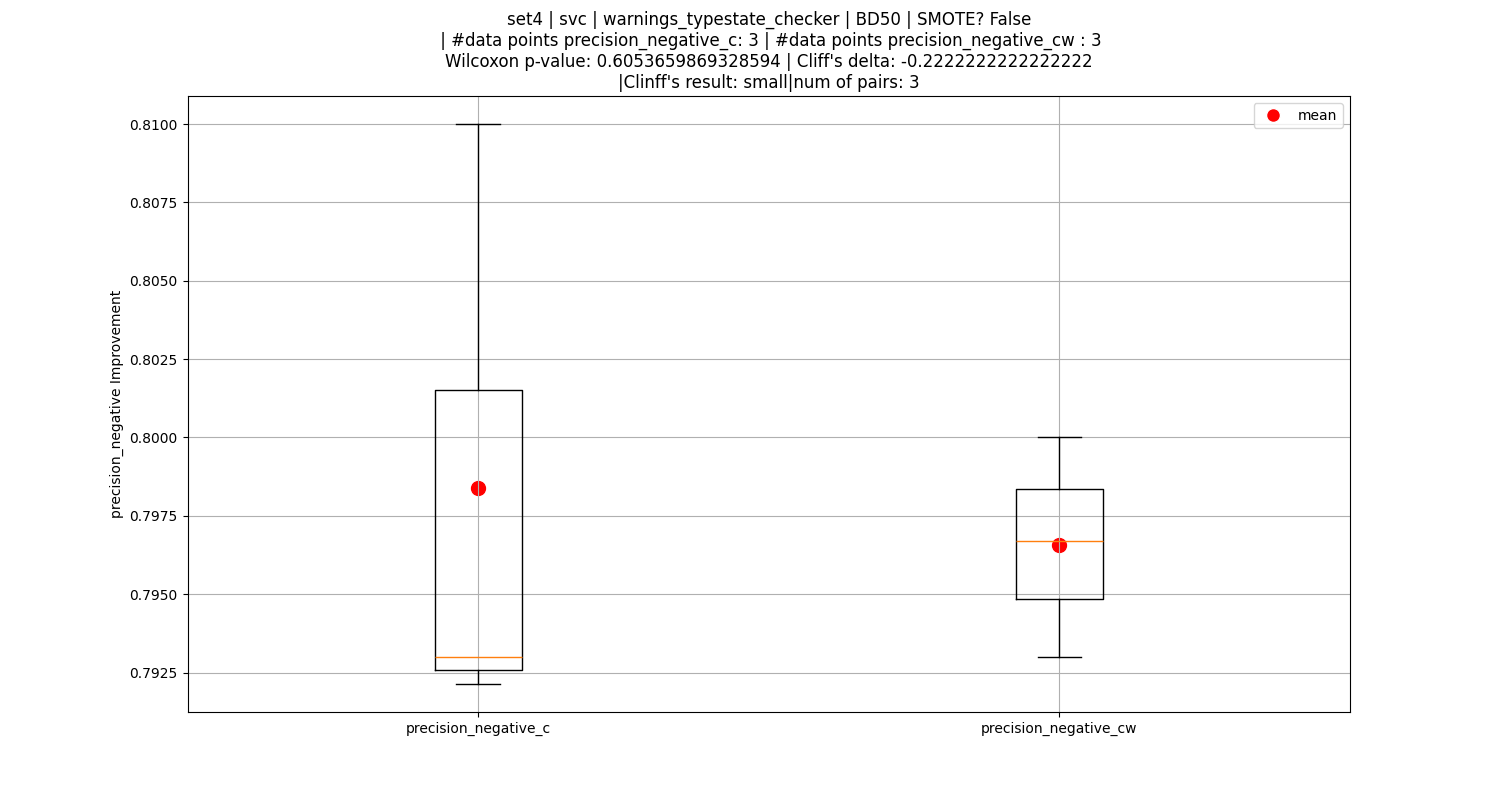 set4 | svc | warnings_typestate_checker | BD50 | SMOTE? False
| #data points precision_negative_c: 3 | #data points precision_negative_cw : 3
Wilcoxon p-value: 0.6053659869328594 | Cliff's delta: -0.2222222222222222
|Clinff's result: small|num of pairs: 3
mean
0.8100
0.8075
0.8050
0.8025
0.8000
0.7975
0.7950
0.7925
precision_negative Improvement
precision_negative_c
precision_negative_cw